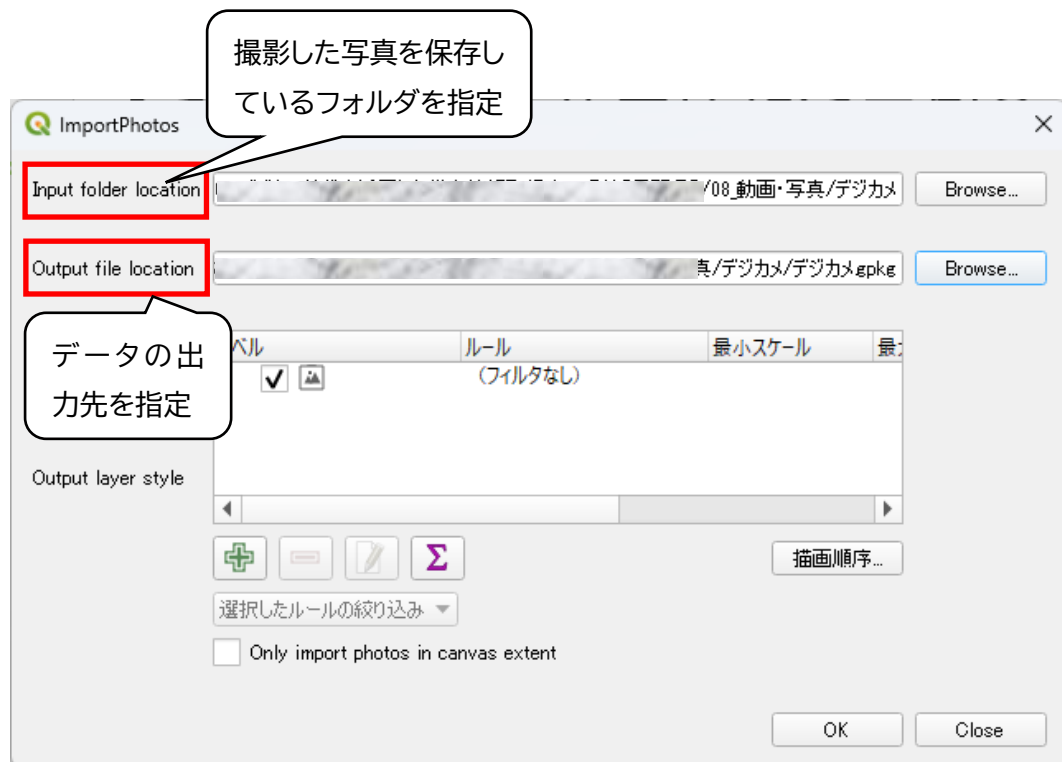 撮影した写真を保存し
ているフォルダを指定
ImportPhotos
Input folder location
/08_動画・写真/デジカメ
Browse...
Output file location
真/デジカメ/デジカメ.gpkg
Browse...
データの出
力先を指定
ベル
ルール
最小スケール
(フィルタなし)
Output layer style
描画順序...
選択したルールの絞り込み
Only import photos in canvas extent
OK
Close